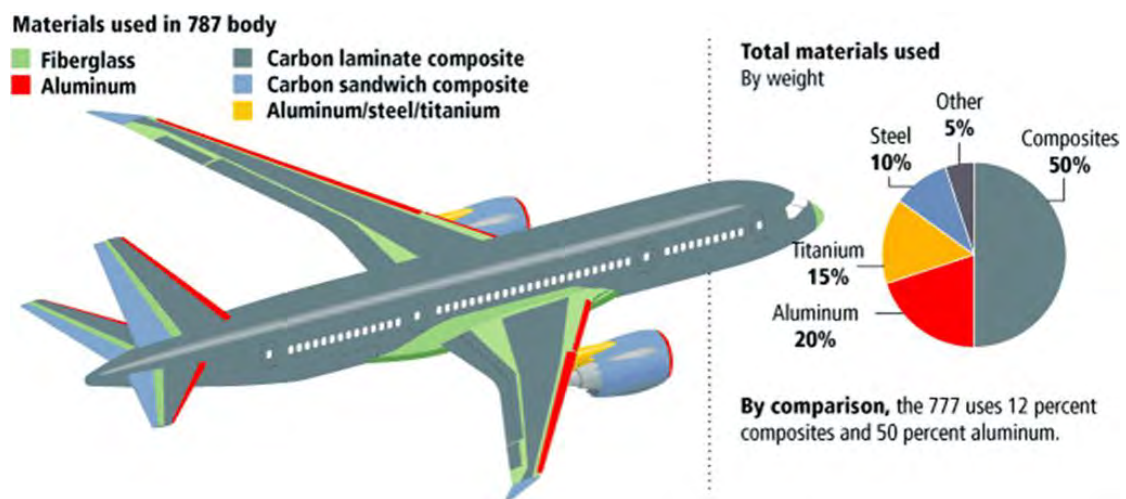 Materials used in 787 body
Fiberglass
Aluminum
Carbon laminate composite
Carbon sandwich composite
Aluminum/steel/titanium
Total materials used
By weight
Other
5%
Steel
10%
Composites
50%
Titanium
15%
Aluminum
20%
By comparison, the 777 uses 12 percent
composites and 50 percent aluminum.